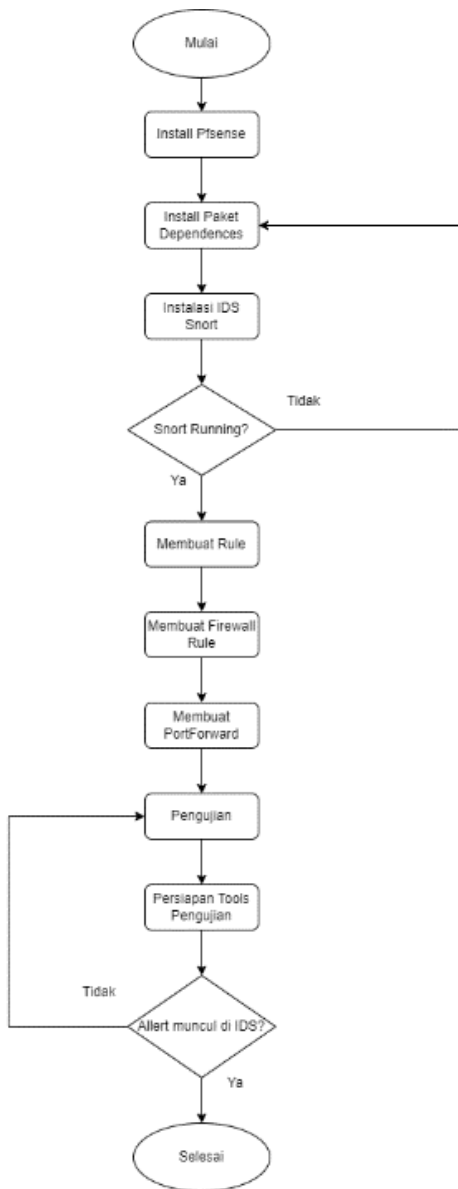 Mulai
Install Pfsense
Install Paket
Dependences
Instalasi IDS
Snort
Snort Running?
Tidak
Ya
Membuat Rule
Membuat Firewall
Rule
Membuat
PortForward
Pengujian
Persiapan Tools
Pengujian
Tidak
Allert muncul di IDS?
Ya
Selesai